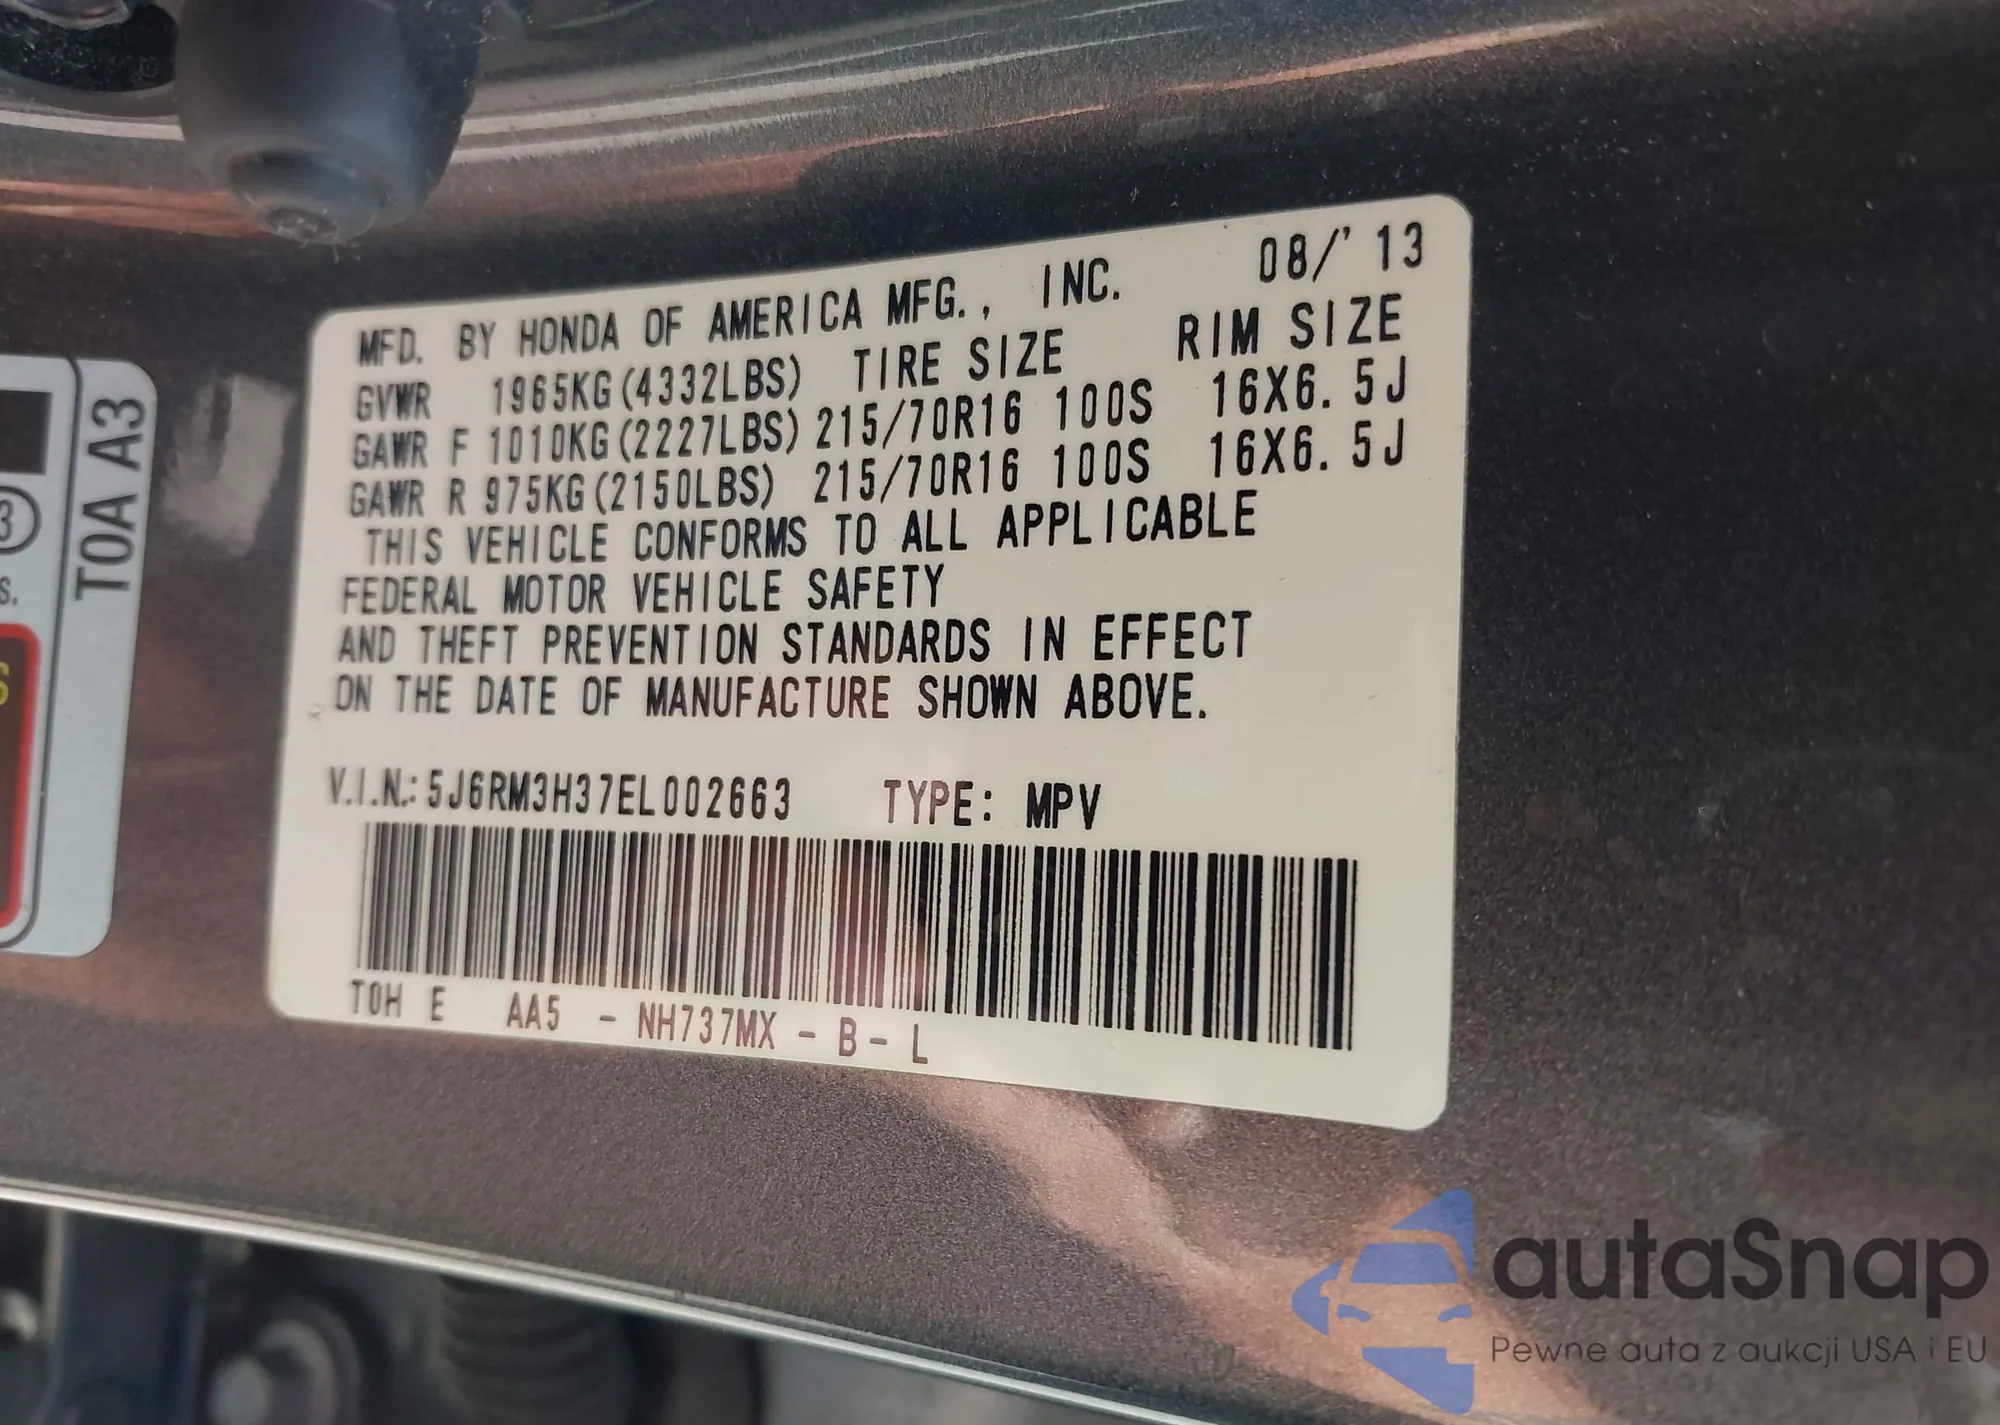 MFD. BY HONDA OF AMERICA MFG., INC. 08/'13
GVWR 1965KG(4332LBS) TIRE SIZE RIM SIZE
GAWR F 1010KG(2227LBS) 215/70R16 100S 16X6.5J
GAWR R 975KG(2150LBS) 215/70R16 100S 16X6.5J
THIS VEHICLE CONFORMS TO ALL APPLICABLE
FEDERAL MOTOR VEHICLE SAFETY
AND THEFT PREVENTION STANDARDS IN EFFECT
ON THE DATE OF MANUFACTURE SHOWN ABOVE.
V.I.N.: 5J6RM3H37EL002663 TYPE: MPV
T0H E AA5 - NH737MX - B - L
T0A A3
autaSnap
Pewne auta z aukcji USA i EU